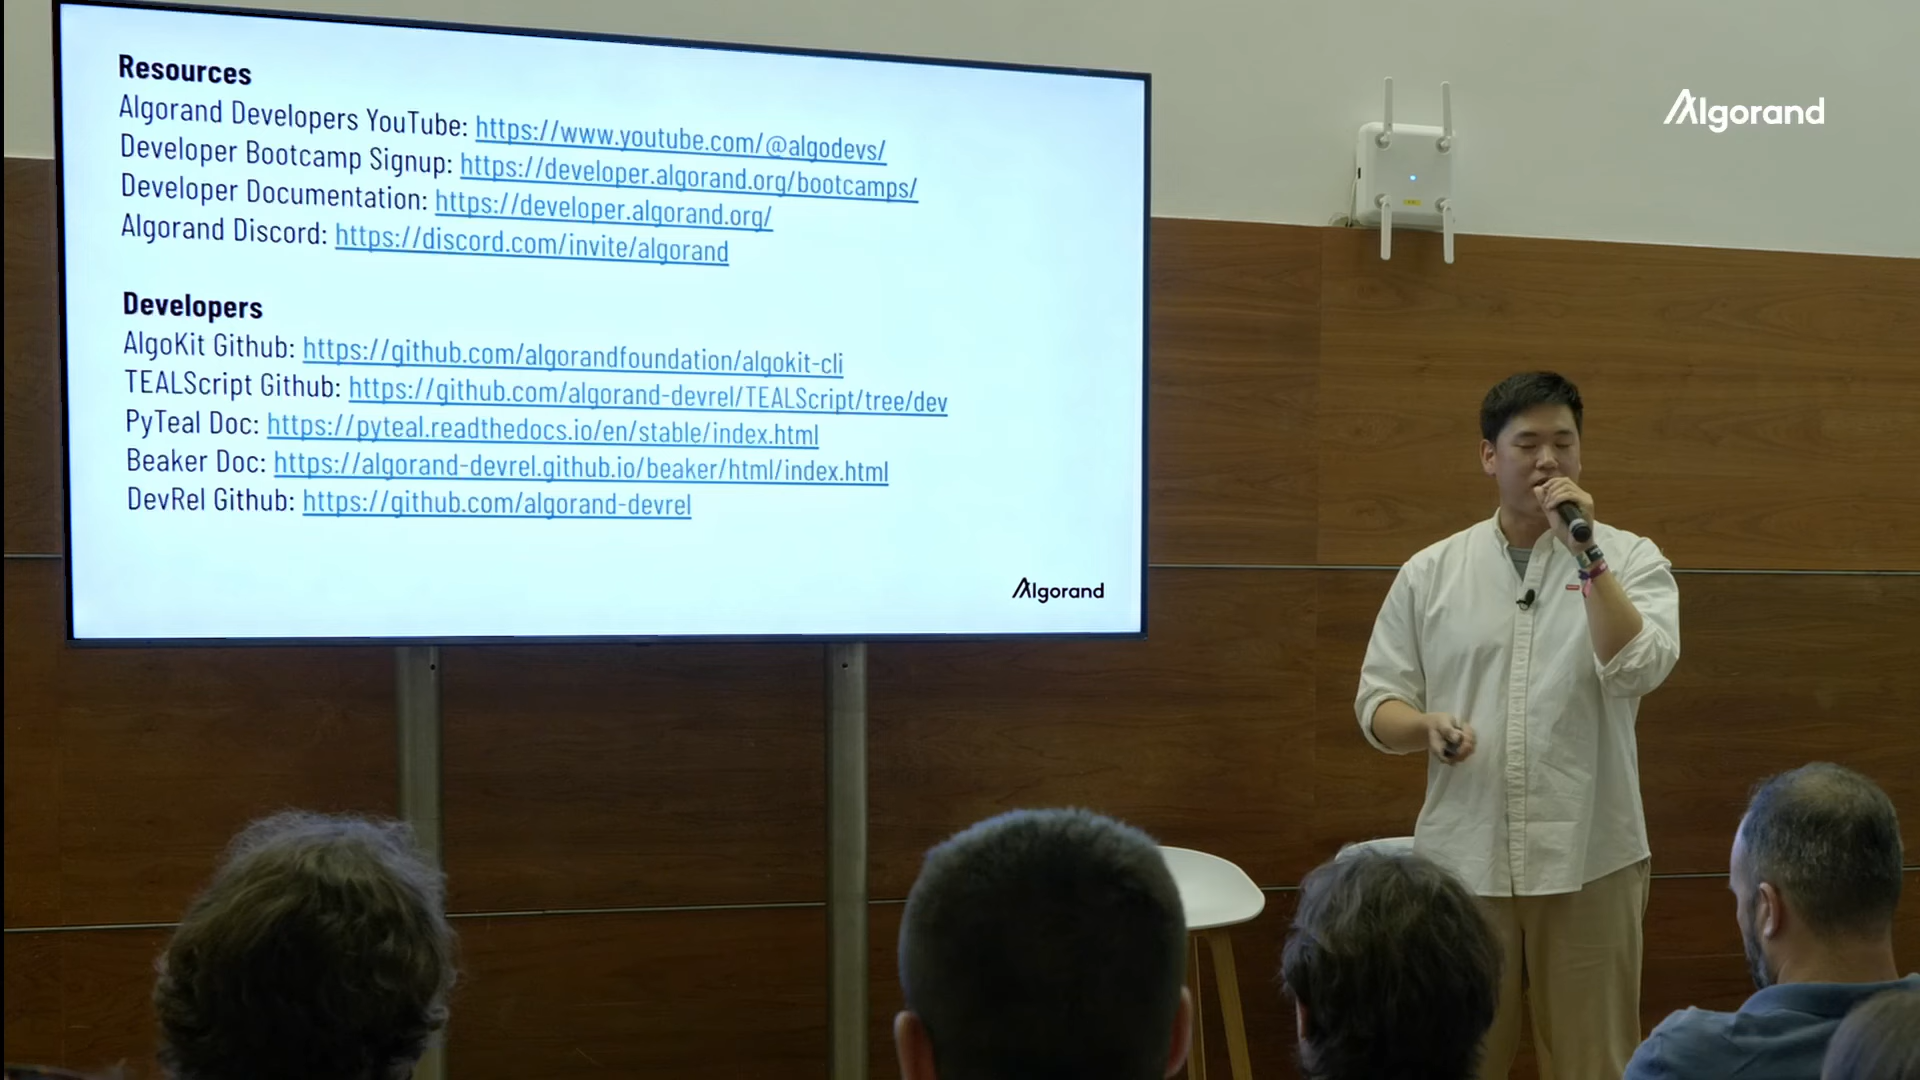 Resources
Algorand Developers YouTube: https://www.youtube.com/@algodevs/
Developer Bootcamp Signup: https://developer.algorand.org/bootcamps/
Developer Documentation: https://developer.algorand.org/
Algorand Discord: https://discord.com/invite/algorand
Developers
AlgoKit Github: https://github.com/algorandfoundation/algokit-cli
TEALScript Github: https://github.com/algorand-devrel/TEALScript/tree/dev
PyTeal Doc: https://pyteal.readthedocs.io/en/stable/index.html
Beaker Doc: https://algorand-devrel.github.io/beaker/html/index.html
DevRel Github: https://github.com/algorand-devrel
Algorand
Algorand